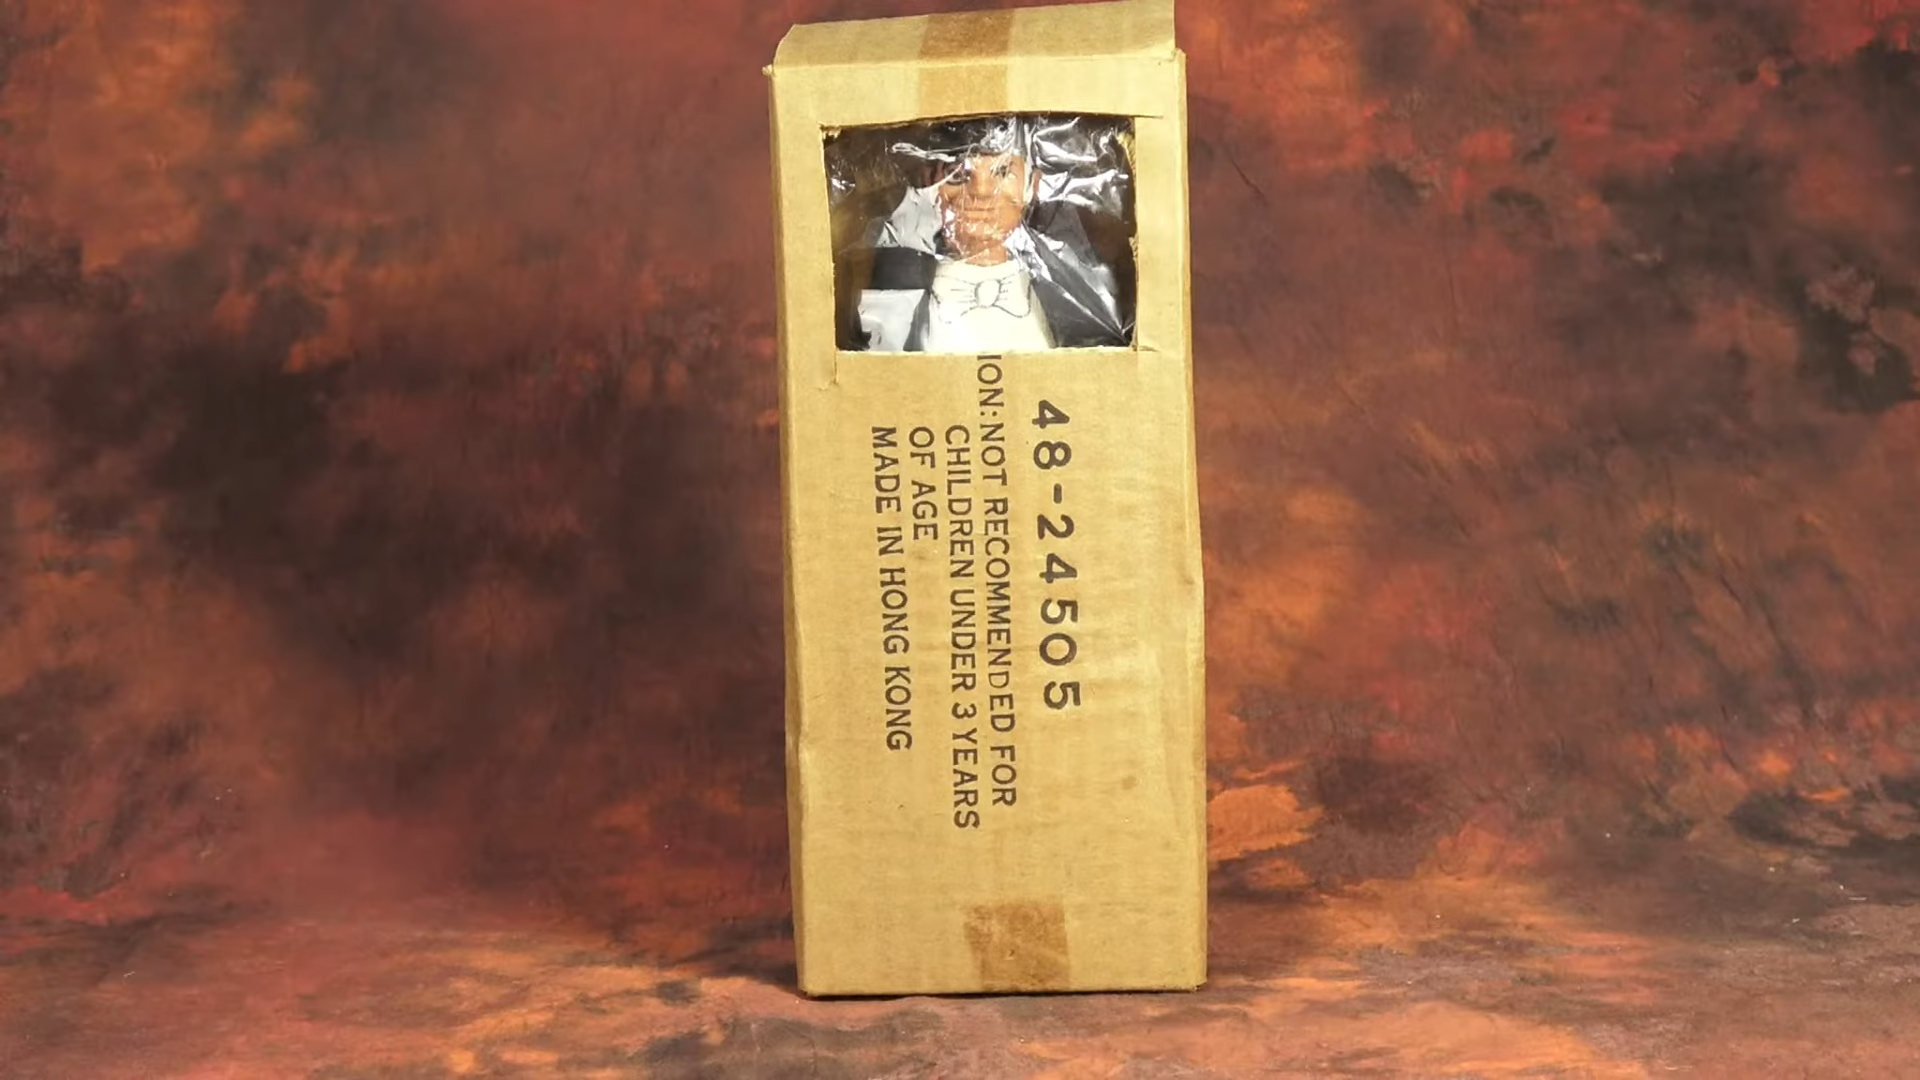 48-24505
ION: NOT RECOMMENDED FOR
CHILDREN UNDER 3 YEARS
OF AGE
MADE IN HONG KONG